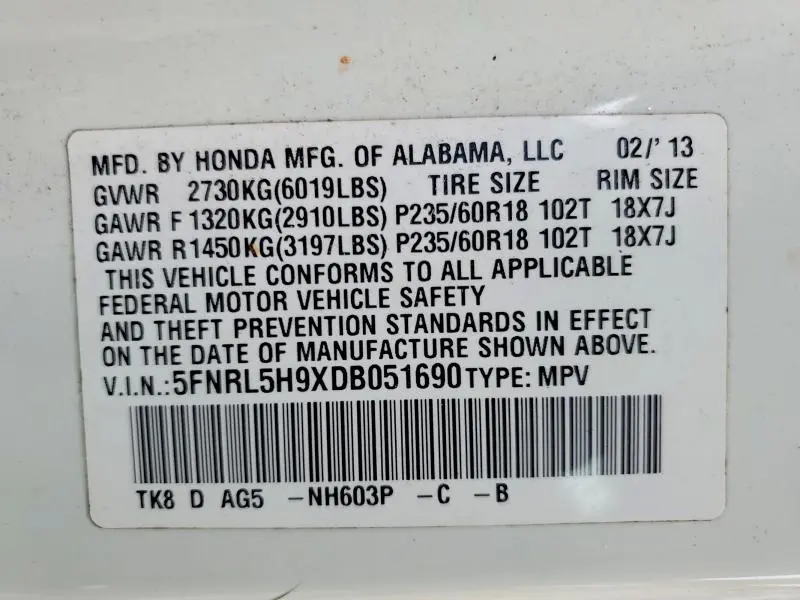 MFD. BY HONDA MFG. OF ALABAMA, LLC 02/' 13
GVWR 2730KG(6019LBS) TIRE SIZE RIM SIZE
GAWR F 1320KG(2910LBS) P235/60R18 102T 18X7J
GAWR R1450KG(3197LBS) P235/60R18 102T 18X7J
THIS VEHICLE CONFORMS TO ALL APPLICABLE
FEDERAL MOTOR VEHICLE SAFETY
AND THEFT PREVENTION STANDARDS IN EFFECT
ON THE DATE OF MANUFACTURE SHOWN ABOVE.
V.I.N.:5FNRL5H9XDB051690 TYPE: MPV
TK8 D AG5 -NH603P -C -B